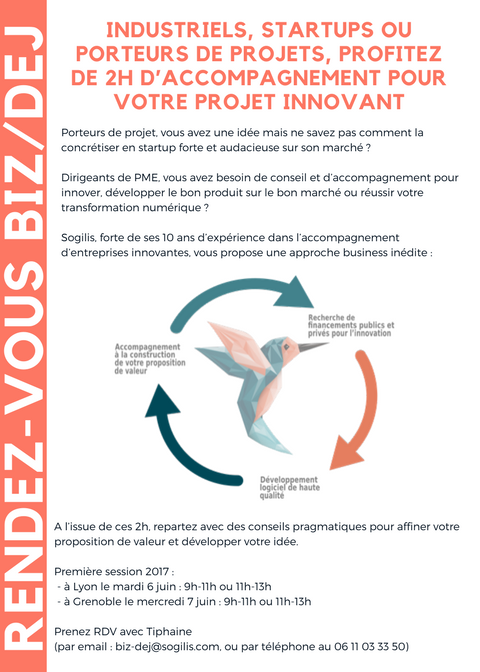 RENDEZ-VOUS BIZ/DEJ
INDUSTRIELS, STARTUPS OU
PORTEURS DE PROJETS, PROFITEZ
DE 2H D'ACCOMPAGNEMENT POUR
VOTRE PROJET INNOVANT
Porteurs de projet, vous avez une idée mais ne savez pas comment la
concrétiser en startup forte et audacieuse sur son marché ?
Dirigeants de PME, vous avez besoin de conseil et d'accompagnement pour
innover, développer le bon produit sur le bon marché ou réussir votre
transformation numérique ?
Sogilis, forte de ses 10 ans d'expérience dans l'accompagnement
d'entreprises innovantes, vous propose une approche business inédite :
Recherche de
financements publics et
privés pour l'innovation
Accompagnement
à la construction
de votre proposition
de valeur
Développement
logiciel de haute
qualité
A l'issue de ces 2h, repartez avec des conseils pragmatiques pour affiner votre
proposition de valeur et développer votre idée.
Première session 2017 :
- à Lyon le mardi 6 juin : 9h-11h ou 11h-13h
- à Grenoble le mercredi 7 juin : 9h-11h ou 11h-13h
Prenez RDV avec Tiphaine
(par email : biz-dej@sogilis.com, ou par téléphone au 06 11 03 33 50)